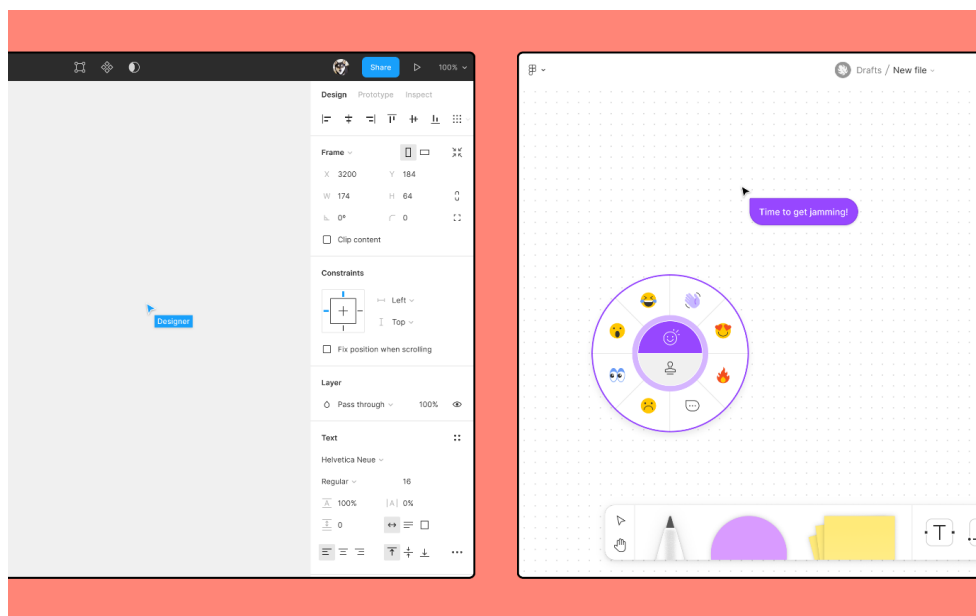 Share
100%
Design Prototype Inspect
Frame
X 3200 Y 184
W 174 H 64
0° 0
Clip content
Constraints
Left
Top
Fix position when scrolling
Layer
Pass through 100%
Text
Helvetica Neue
Regular 16
A 100% |A| 0%
0
Designer
Drafts / New file
Time to get jamming!
T